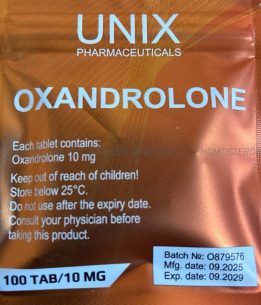 UNIX
PHARMACEUTICALS
OXANDROLONE
Each tablet contains:
Oxandrolone 10 mg
Keep out of reach of children!
Store below 25°C.
Do not use after the expiry date.
Consult your physician before
taking this product.
Batch №: O879576
Mfg. date: 09.2025
Exp. date: 09.2029
100 TAB/10 MG